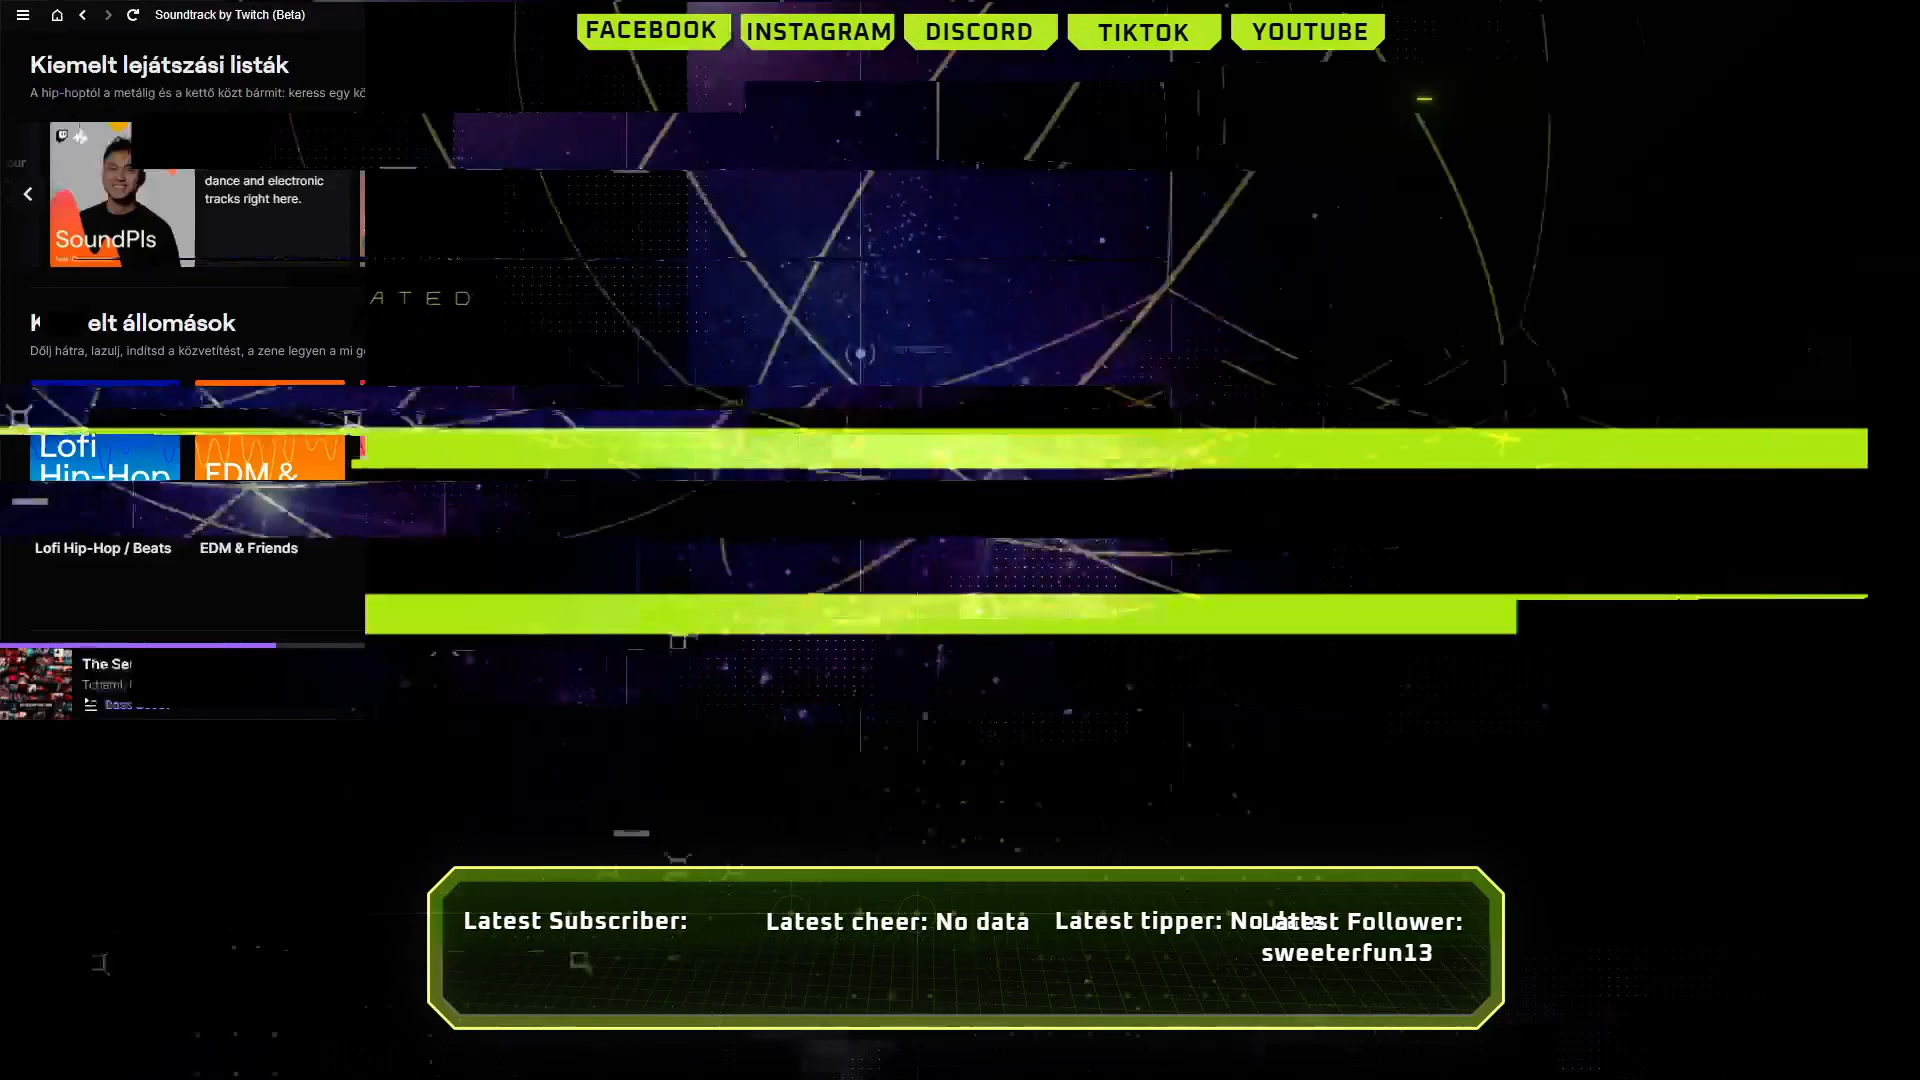 Soundtrack by Twitch (Beta)
FACEBOOK
INSTAGRAM
DISCORD
TIKTOK
YOUTUBE
Kiemelt lejátszási listák
A hip-hoptól a metálig és a kettő közt bármit: keress egy
our
dance and electronic
tracks right here.
SoundPls
ATED
elt állomások
Dőlj hátra, lazulj, indítsd a közvetítést, a zene legyen a mi
Lofi
Hip-Hop
EDM &
Lofi Hip-Hop / Beats
EDM & Friends
The
Latest Subscriber:
Latest cheer: No data
Latest tipper: No data
Latest Follower:
sweeterfun13